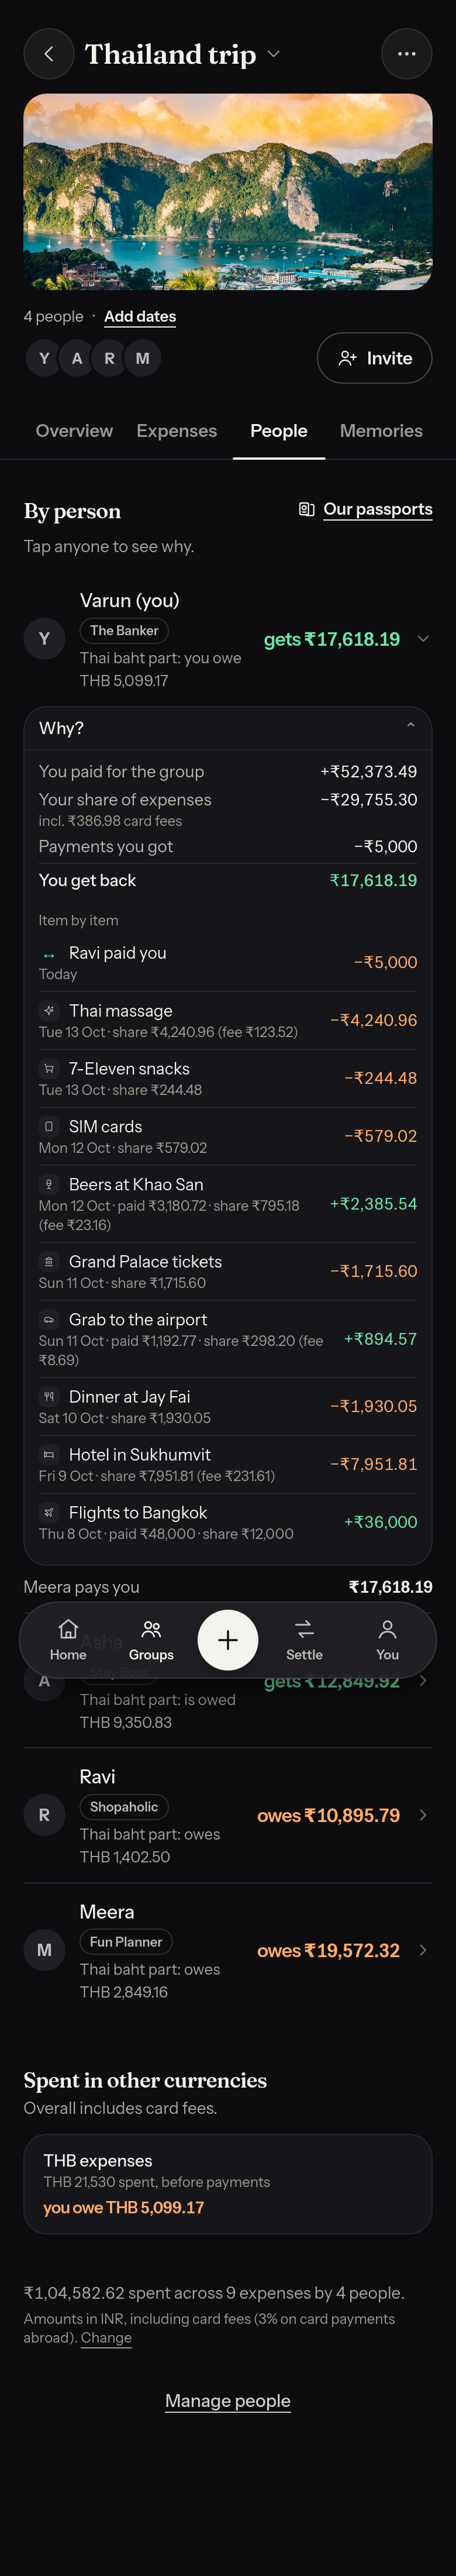 Thailand trip
4 people · Add dates
Y A R M
Invite
Overview Expenses People Memories
By person
Our passports
Tap anyone to see why.
Y
Varun (you)
The Banker
gets ₹17,618.19
Thai baht part: you owe
THB 5,099.17
Why?
You paid for the group +₹52,373.49
Your share of expenses −₹29,755.30
incl. ₹386.98 card fees
Payments you got −₹5,000
You get back ₹17,618.19
Item by item
↔ Ravi paid you −₹5,000
Today
Thai massage −₹4,240.96
Tue 13 Oct · share ₹4,240.96 (fee ₹123.52)
7-Eleven snacks −₹244.48
Tue 13 Oct · share ₹244.48
SIM cards −₹579.02
Mon 12 Oct · share ₹579.02
Beers at Khao San +₹2,385.54
Mon 12 Oct · paid ₹3,180.72 · share ₹795.18
(fee ₹23.16)
Grand Palace tickets −₹1,715.60
Sun 11 Oct · share ₹1,715.60
Grab to the airport +₹894.57
Sun 11 Oct · paid ₹1,192.77 · share ₹298.20 (fee
₹8.69)
Dinner at Jay Fai −₹1,930.05
Sat 10 Oct · share ₹1,930.05
Hotel in Sukhumvit −₹7,951.81
Fri 9 Oct · share ₹7,951.81 (fee ₹231.61)
Flights to Bangkok +₹36,000
Thu 8 Oct · paid ₹48,000 · share ₹12,000
Meera pays you ₹17,618.19
Asha
Home Groups Settle You
A
Stay Boss
gets ₹12,849.92
Thai baht part: is owed
THB 9,350.83
R
Ravi
Shopaholic
owes ₹10,895.79
Thai baht part: owes
THB 1,402.50
M
Meera
Fun Planner
owes ₹19,572.32
Thai baht part: owes
THB 2,849.16
Spent in other currencies
Overall includes card fees.
THB expenses
THB 21,530 spent, before payments
you owe THB 5,099.17
₹1,04,582.62 spent across 9 expenses by 4 people.
Amounts in INR, including card fees (3% on card payments
abroad). Change
Manage people